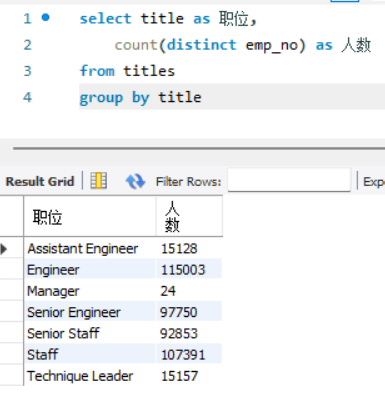 1 select title as 职位,
2 count(distinct emp_no) as 人数
3 from titles
4 group by title
Result Grid Filter Rows: Exp
职位 人数
Assistant Engineer 15128
Engineer 115003
Manager 24
Senior Engineer 97750
Senior Staff 92853
Staff 107391
Technique Leader 15157